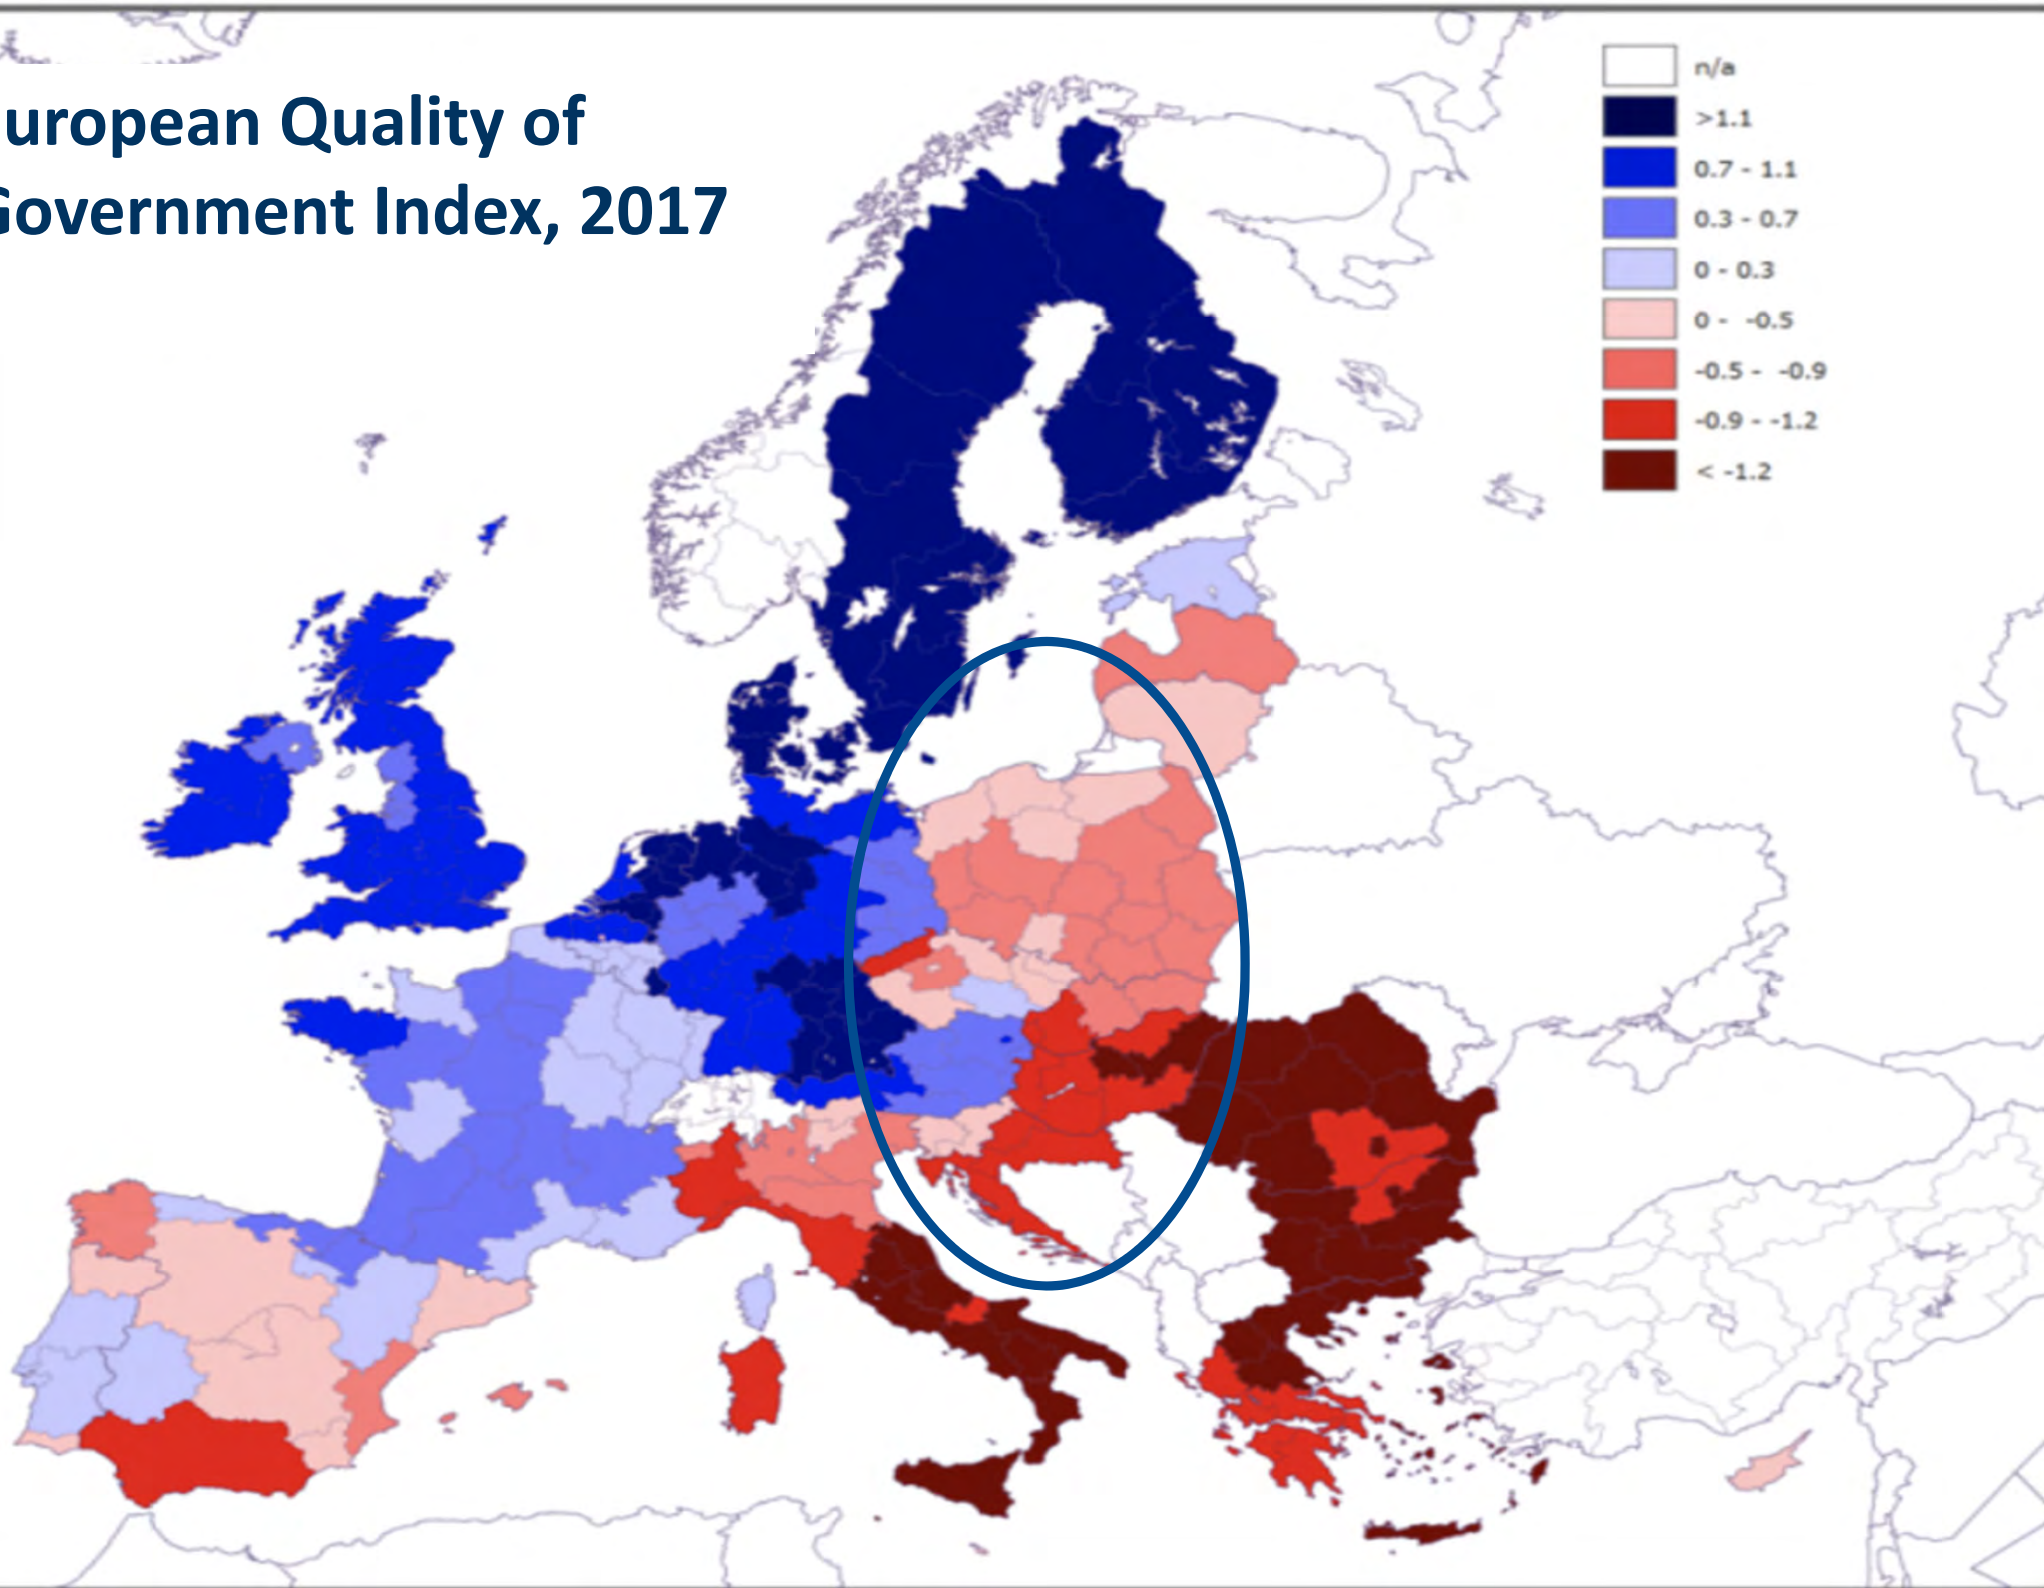 uropean Quality of
Government Index, 2017
n/a
>1.1
0.7 - 1.1
0.3 - 0.7
0 - 0.3
0 - -0.5
-0.5 - -0.9
-0.9 - -1.2
< -1.2